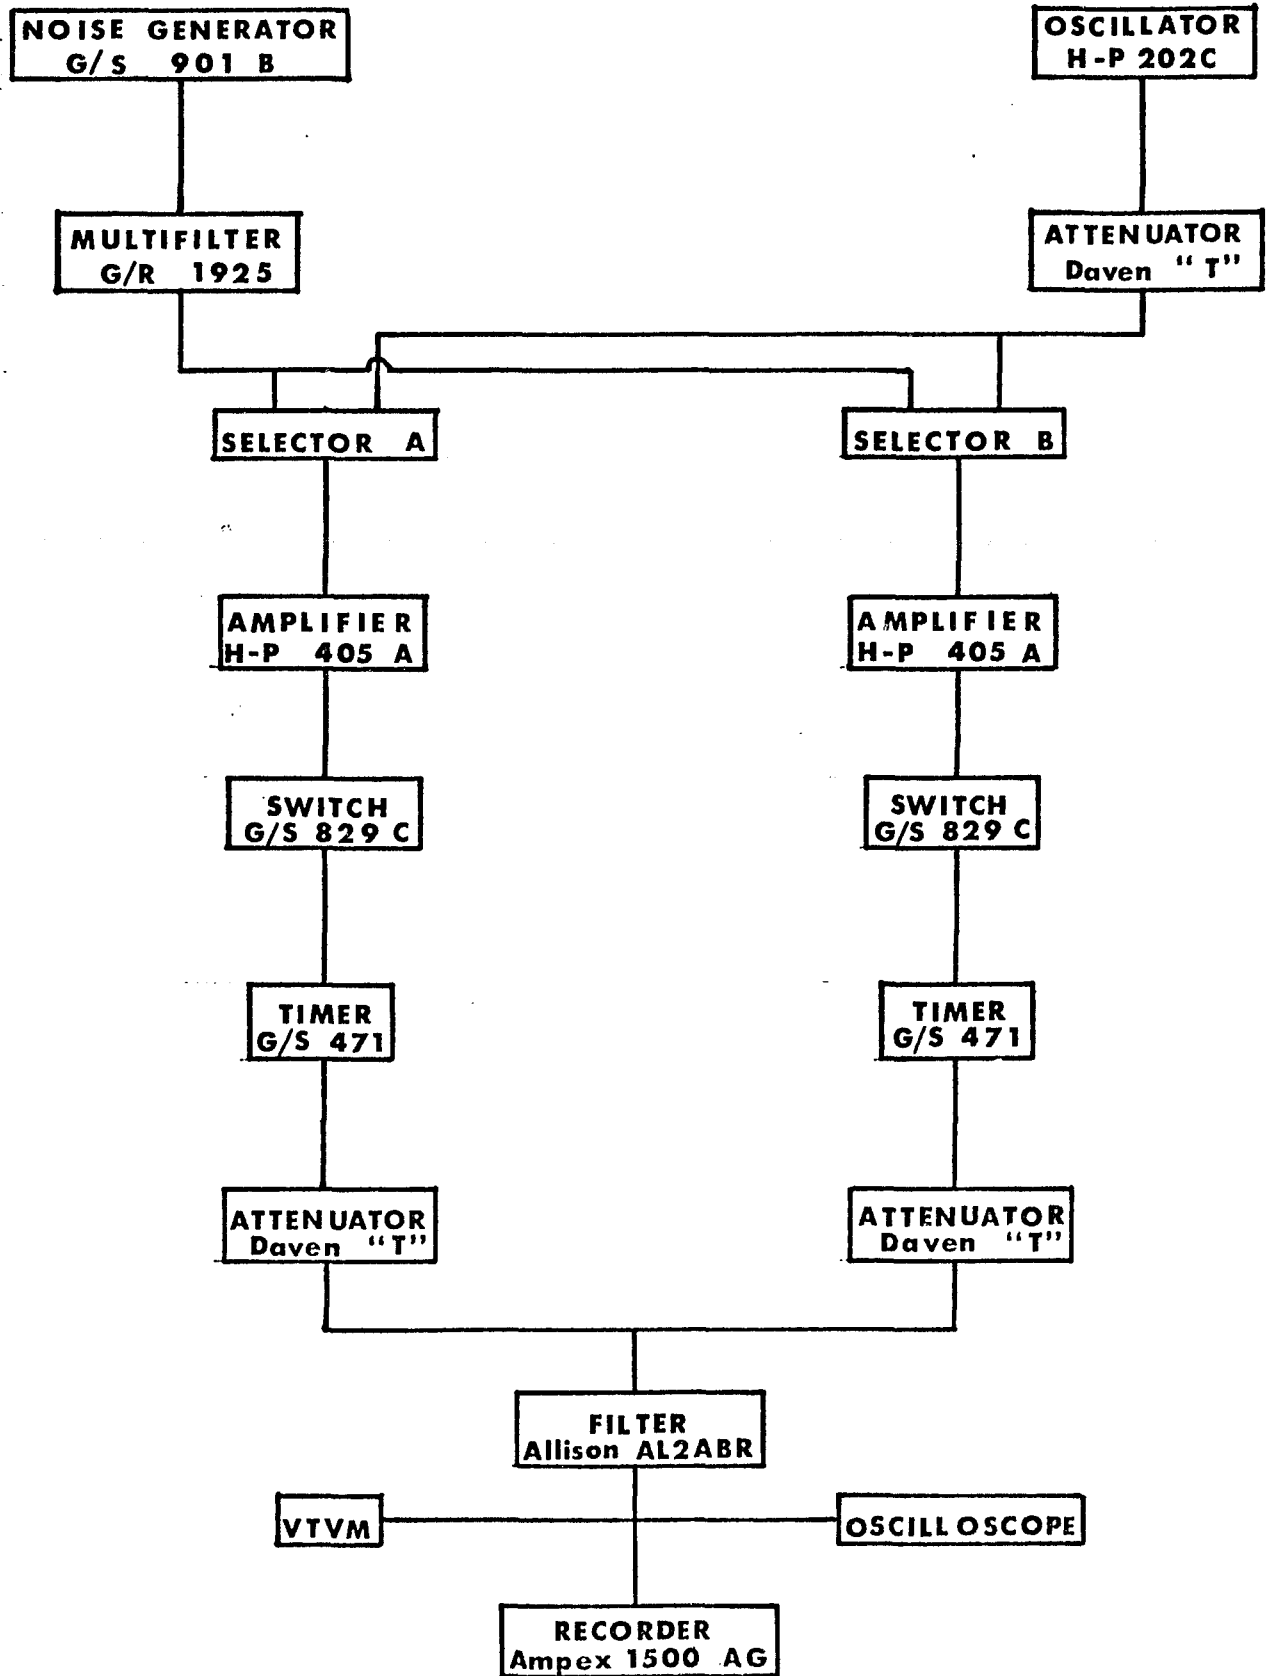 NOISE GENERATOR
G/S 901 B
OSCILLATOR
H-P 202C
MULTIFILTER
G/R 1925
ATTENUATOR
Daven "T"
SELECTOR A
SELECTOR B
AMPLIFIER
H-P 405 A
AMPLIFIER
H-P 405 A
SWITCH
G/S 829 C
SWITCH
G/S 829 C
TIMER
G/S 471
TIMER
G/S 471
ATTENUATOR
Daven "T"
ATTENUATOR
Daven "T"
FILTER
Allison AL2ABR
VTVM
OSCILLOSCOPE
RECORDER
Ampex 1500 AG